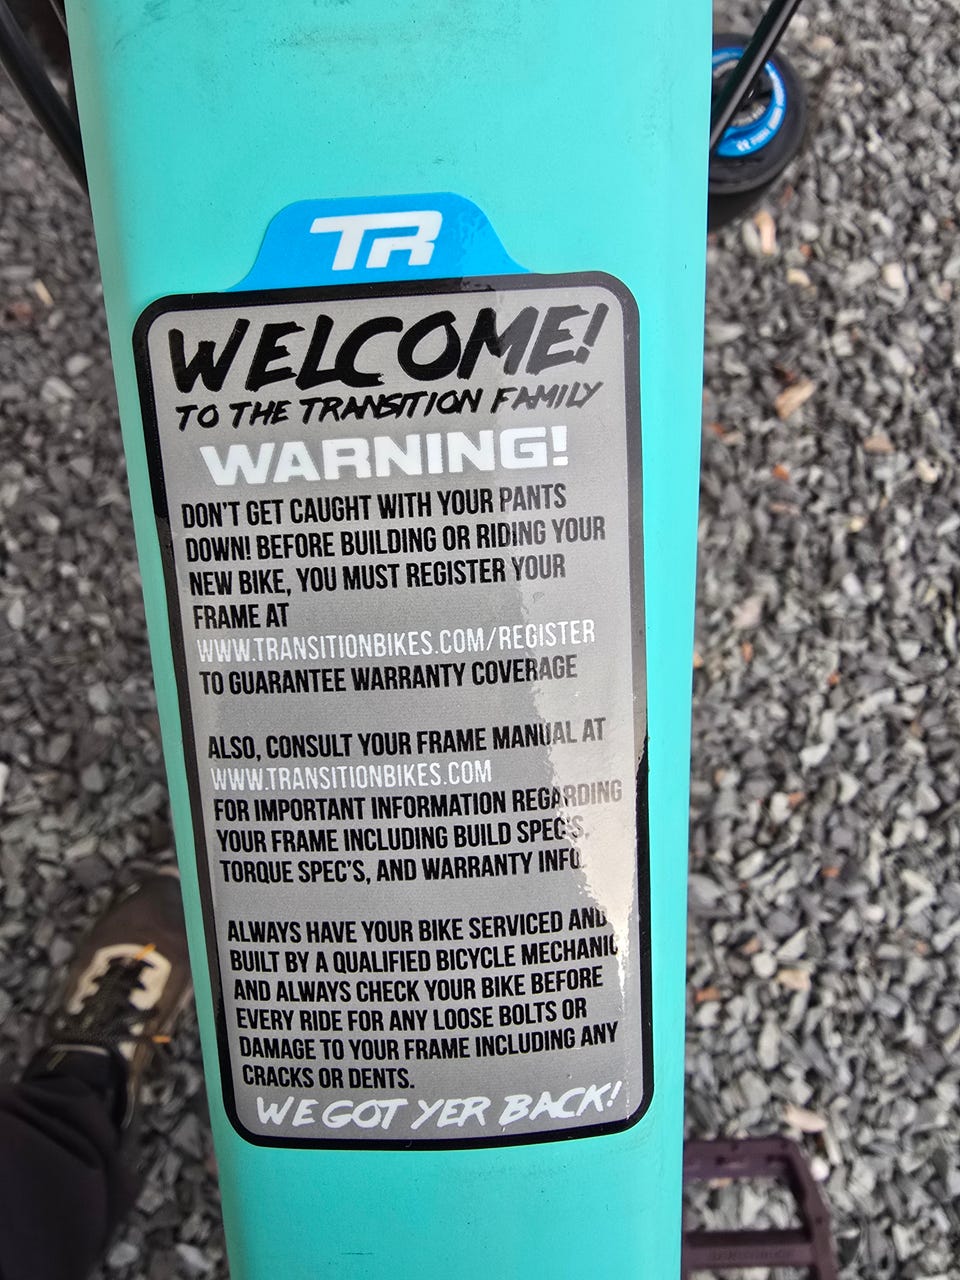 TR
WELCOME!
TO THE TRANSITION FAMILY
WARNING!
DON'T GET CAUGHT WITH YOUR PANTS
DOWN! BEFORE BUILDING OR RIDING YOUR
NEW BIKE, YOU MUST REGISTER YOUR
FRAME AT
WWW.TRANSITIONBIKES.COM/REGISTER
TO GUARANTEE WARRANTY COVERAGE
ALSO, CONSULT YOUR FRAME MANUAL AT
WWW.TRANSITIONBIKES.COM
FOR IMPORTANT INFORMATION REGARDING
YOUR FRAME INCLUDING BUILD SPEC'S,
TORQUE SPEC'S, AND WARRANTY INFO.
ALWAYS HAVE YOUR BIKE SERVICED AND
BUILT BY A QUALIFIED BICYCLE MECHANIC
AND ALWAYS CHECK YOUR BIKE BEFORE
EVERY RIDE FOR ANY LOOSE BOLTS OR
DAMAGE TO YOUR FRAME INCLUDING ANY
CRACKS OR DENTS.
WE GOT YER BACK!